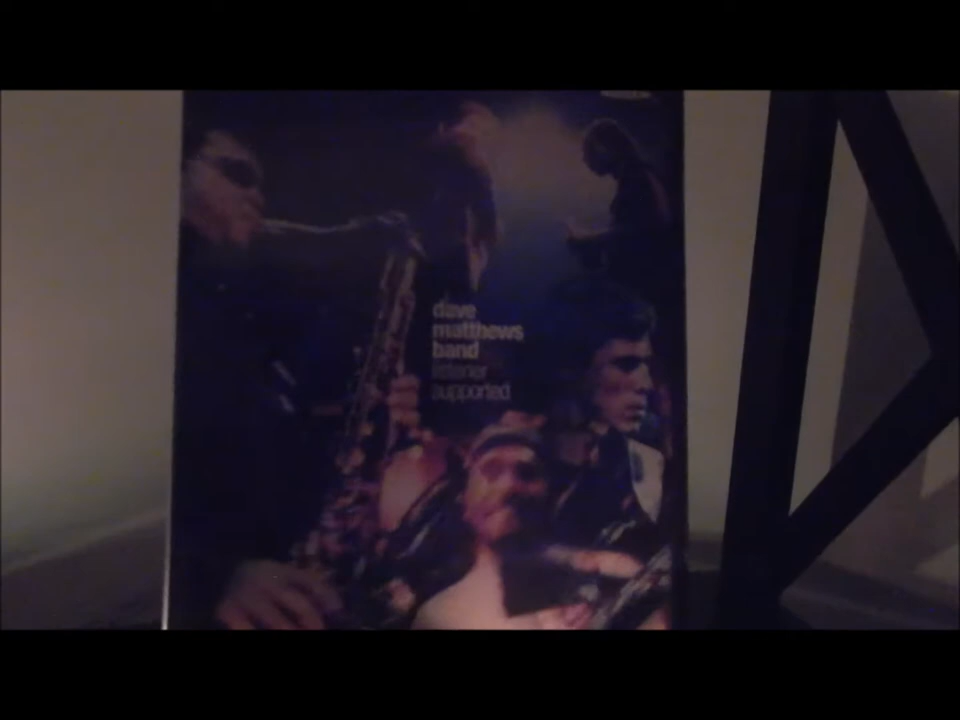 dave
matthews
band
listener
supported